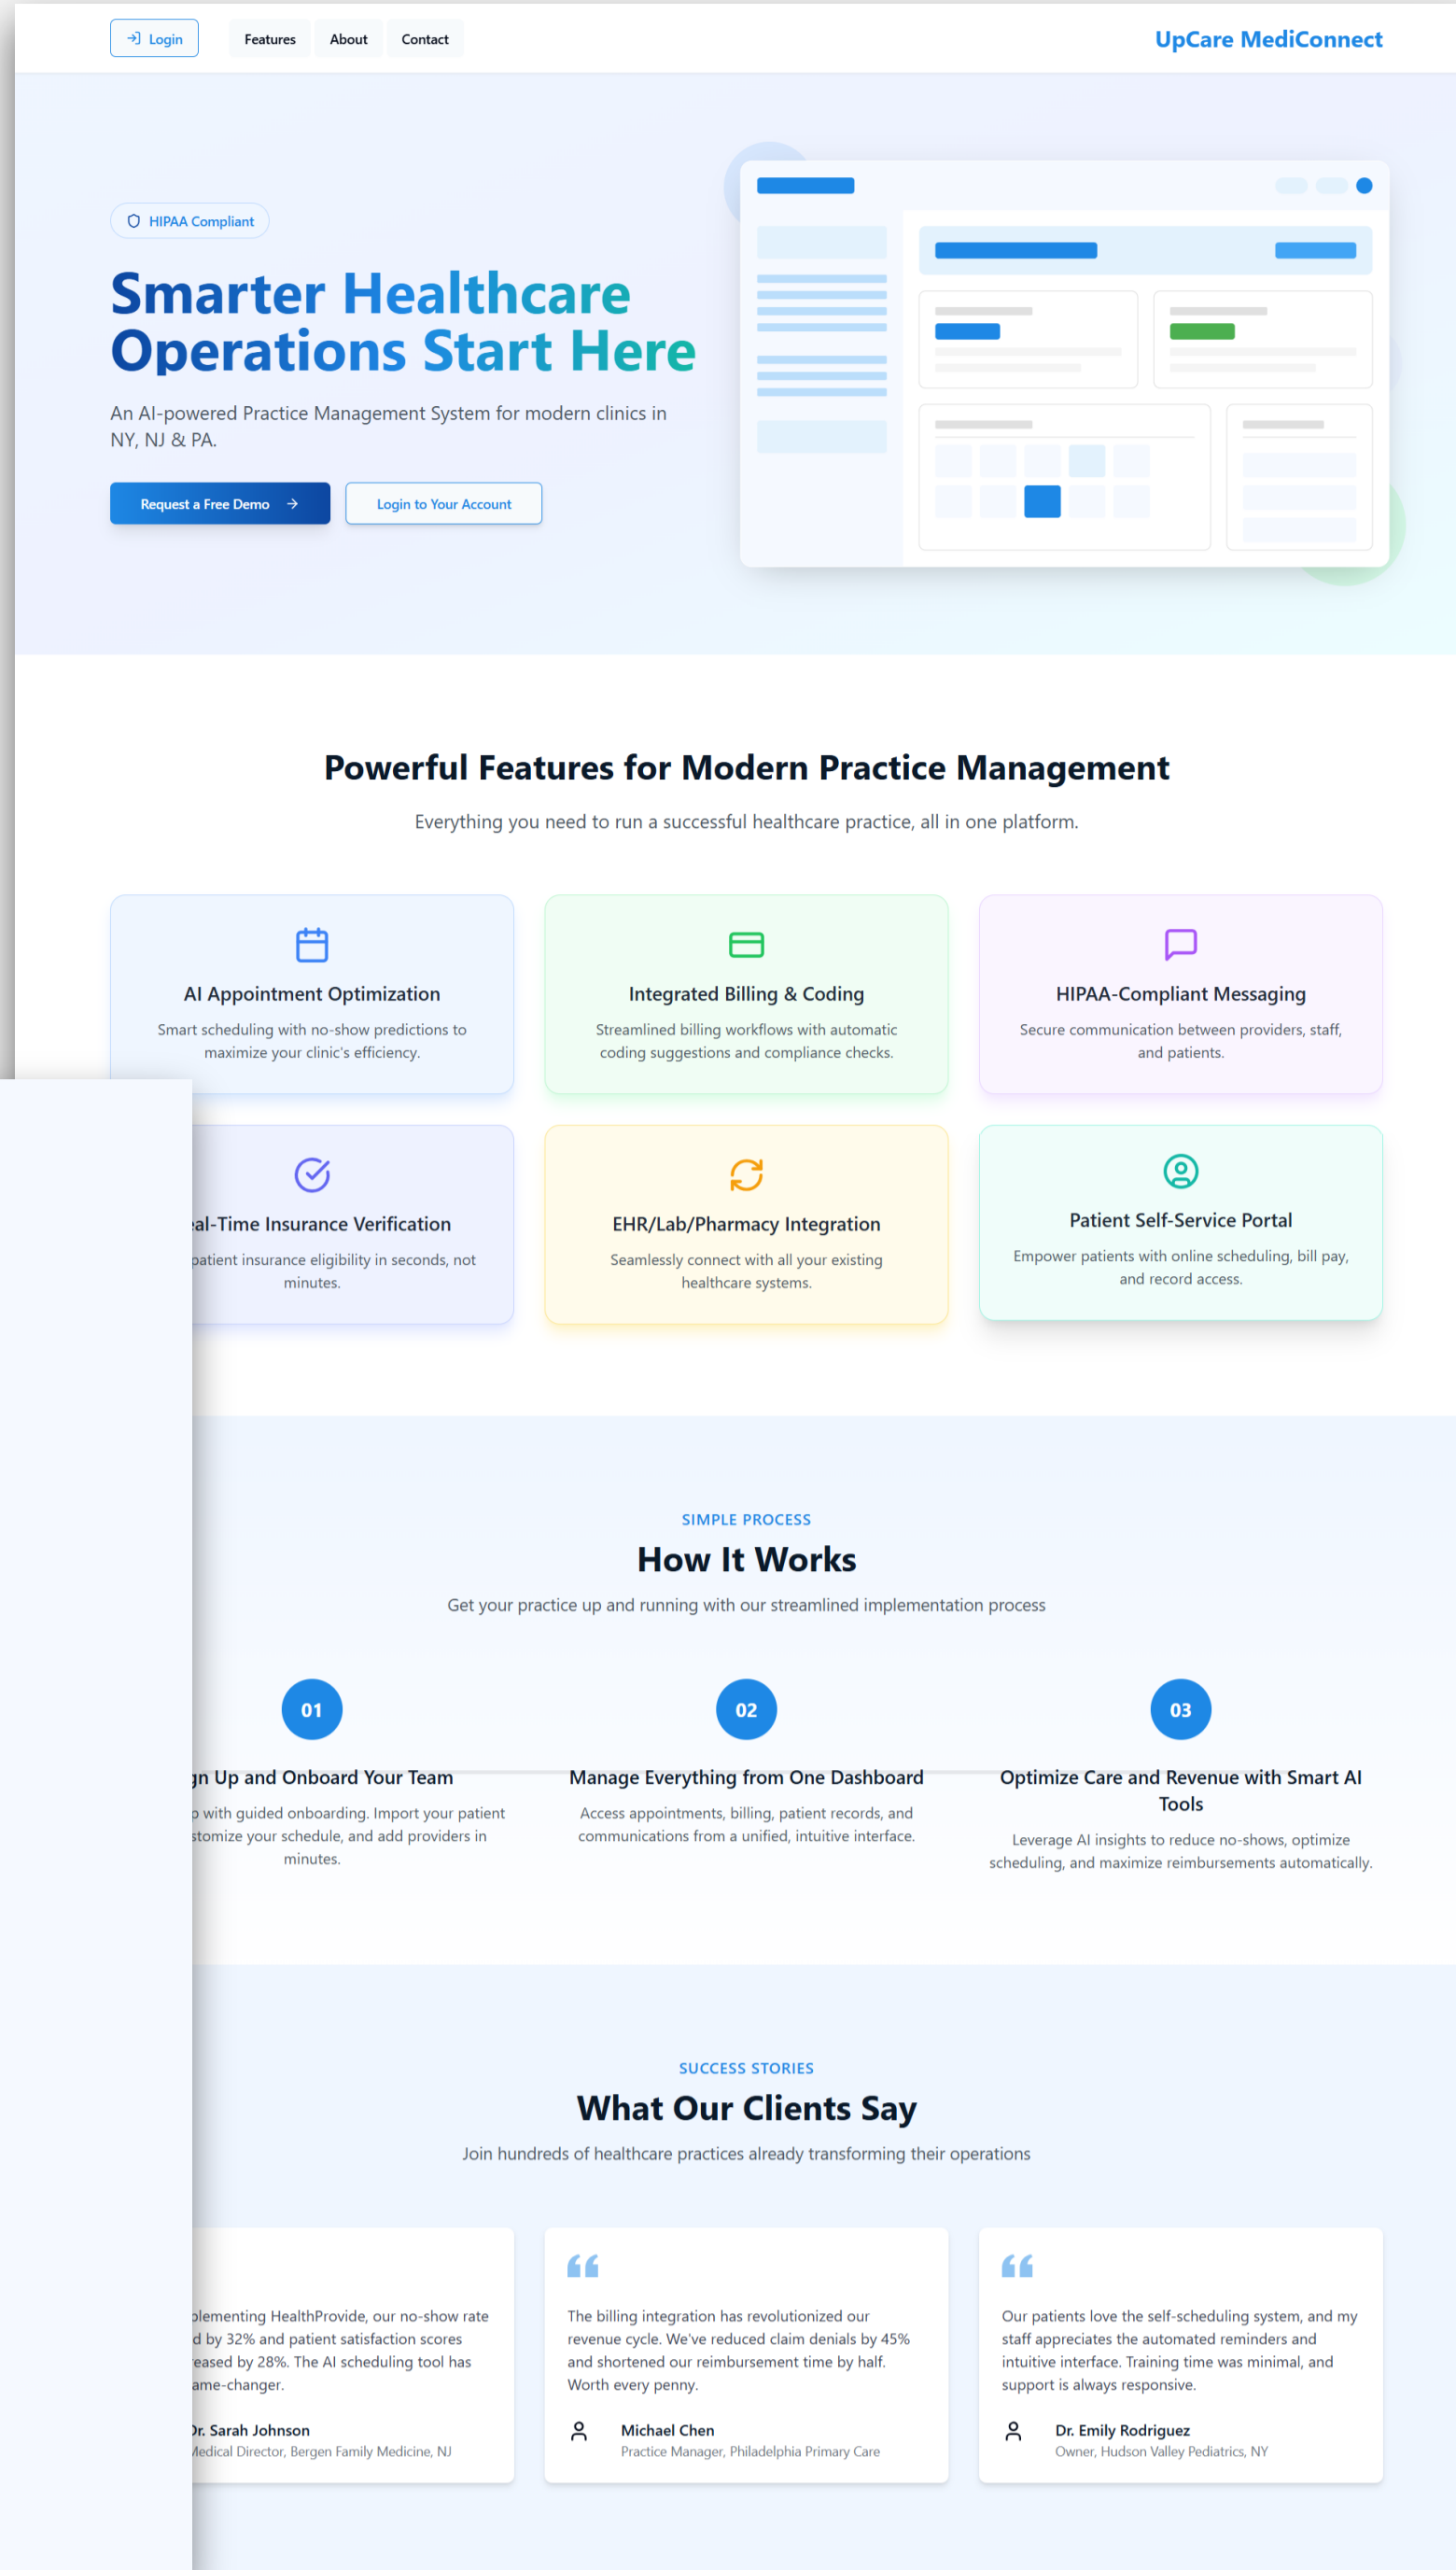 Login
Features
About
Contact
UpCare MediConnect
HIPAA Compliant
Smarter Healthcare
Operations Start Here
An AI-powered Practice Management System for modern clinics in
NY, NJ & PA.
Request a Free Demo
Login to Your Account
Powerful Features for Modern Practice Management
Everything you need to run a successful healthcare practice, all in one platform.
AI Appointment Optimization
Smart scheduling with no-show predictions to
maximize your clinic's efficiency.
Integrated Billing & Coding
Streamlined billing workflows with automatic
coding suggestions and compliance checks.
HIPAA-Compliant Messaging
Secure communication between providers, staff,
and patients.
eal-Time Insurance Verification
patient insurance eligibility in seconds, not
minutes.
EHR/Lab/Pharmacy Integration
Seamlessly connect with all your existing
healthcare systems.
Patient Self-Service Portal
Empower patients with online scheduling, bill pay,
and record access.
SIMPLE PROCESS
How It Works
Get your practice up and running with our streamlined implementation process
01
gn Up and Onboard Your Team
p with guided onboarding. Import your patient
stomize your schedule, and add providers in
minutes.
02
Manage Everything from One Dashboard
Access appointments, billing, patient records, and
communications from a unified, intuitive interface.
03
Optimize Care and Revenue with Smart AI
Tools
Leverage AI insights to reduce no-shows, optimize
scheduling, and maximize reimbursements automatically.
SUCCESS STORIES
What Our Clients Say
Join hundreds of healthcare practices already transforming their operations
plementing HealthProvide, our no-show rate
d by 32% and patient satisfaction scores
reased by 28%. The AI scheduling tool has
ame-changer.
Dr. Sarah Johnson
Medical Director, Bergen Family Medicine, NJ
The billing integration has revolutionized our
revenue cycle. We've reduced claim denials by 45%
and shortened our reimbursement time by half.
Worth every penny.
Michael Chen
Practice Manager, Philadelphia Primary Care
Our patients love the self-scheduling system, and my
staff appreciates the automated reminders and
intuitive interface. Training time was minimal, and
support is always responsive.
Dr. Emily Rodriguez
Owner, Hudson Valley Pediatrics, NY